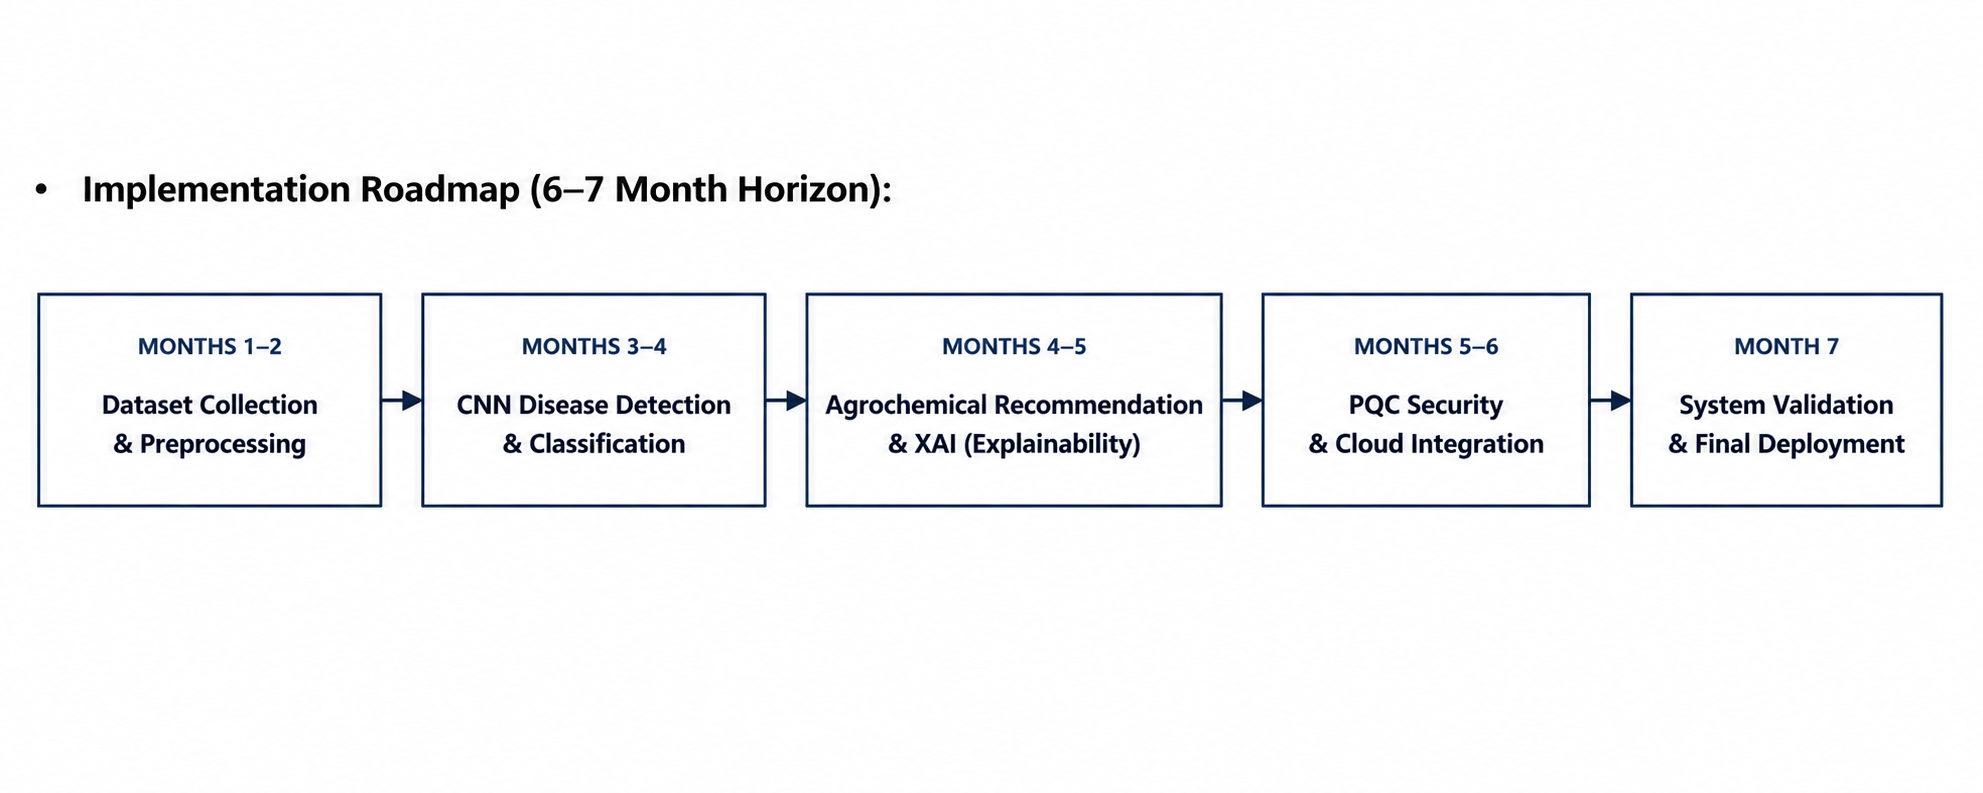 • Implementation Roadmap (6–7 Month Horizon):
MONTHS 1–2
Dataset Collection
& Preprocessing
MONTHS 3–4
CNN Disease Detection
& Classification
MONTHS 4–5
Agrochemical Recommendation
& XAI (Explainability)
MONTHS 5–6
PQC Security
& Cloud Integration
MONTH 7
System Validation
& Final Deployment